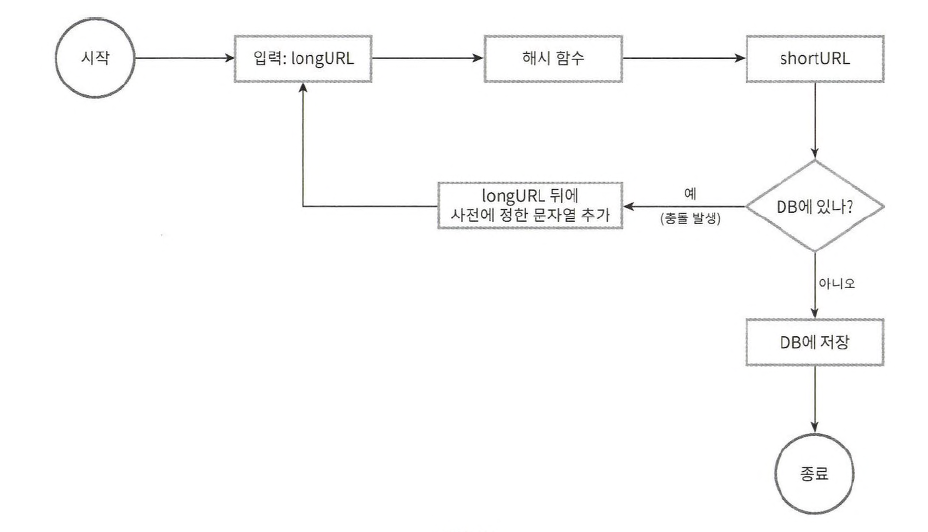 시작
입력: longURL
해시 함수
shortURL
longURL 뒤에
사전에 정한 문자열 추가
예
(충돌 발생)
DB에 있나?
아니오
DB에 저장
종료